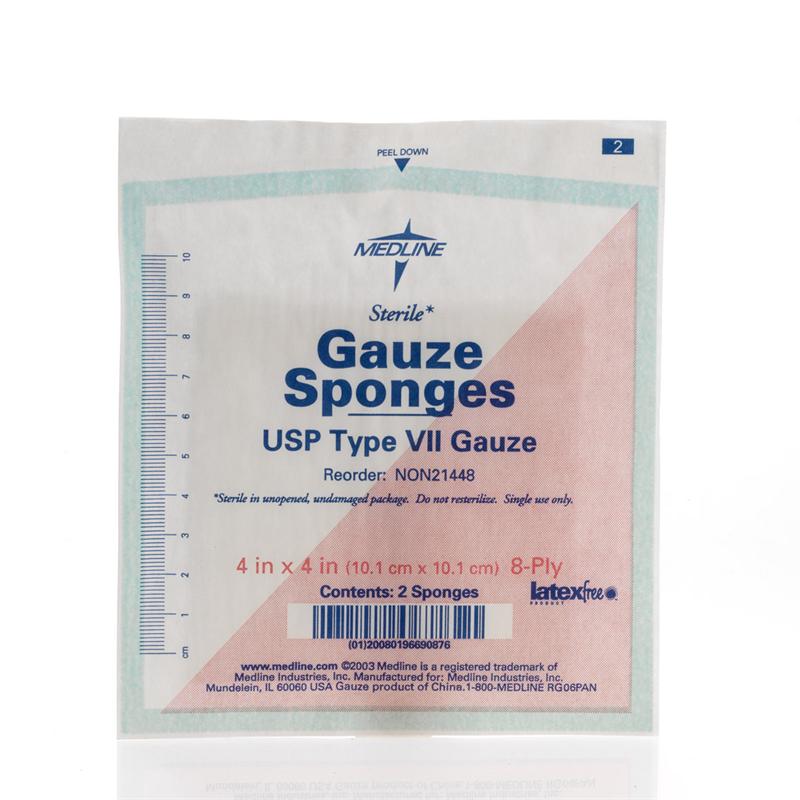 PEEL DOWN
2
MEDLINE
Sterile*
Gauze
Sponges
USP Type VII Gauze
Reorder: NON21448
*Sterile in unopened, undamaged package. Do not resterilize. Single use only.
10
9
8
7
6
5
4
3
2
1
cm
4 in x 4 in (10.1 cm x 10.1 cm) 8-Ply
Contents: 2 Sponges
latexfree
PRODUCT
(01)20080196690876
www.medline.com ©2003 Medline is a registered trademark of
Medline Industries, Inc. Manufactured for: Medline Industries, Inc.
Mundelein, IL 60060 USA Gauze product of China.1-800-MEDLINE RG06PAN